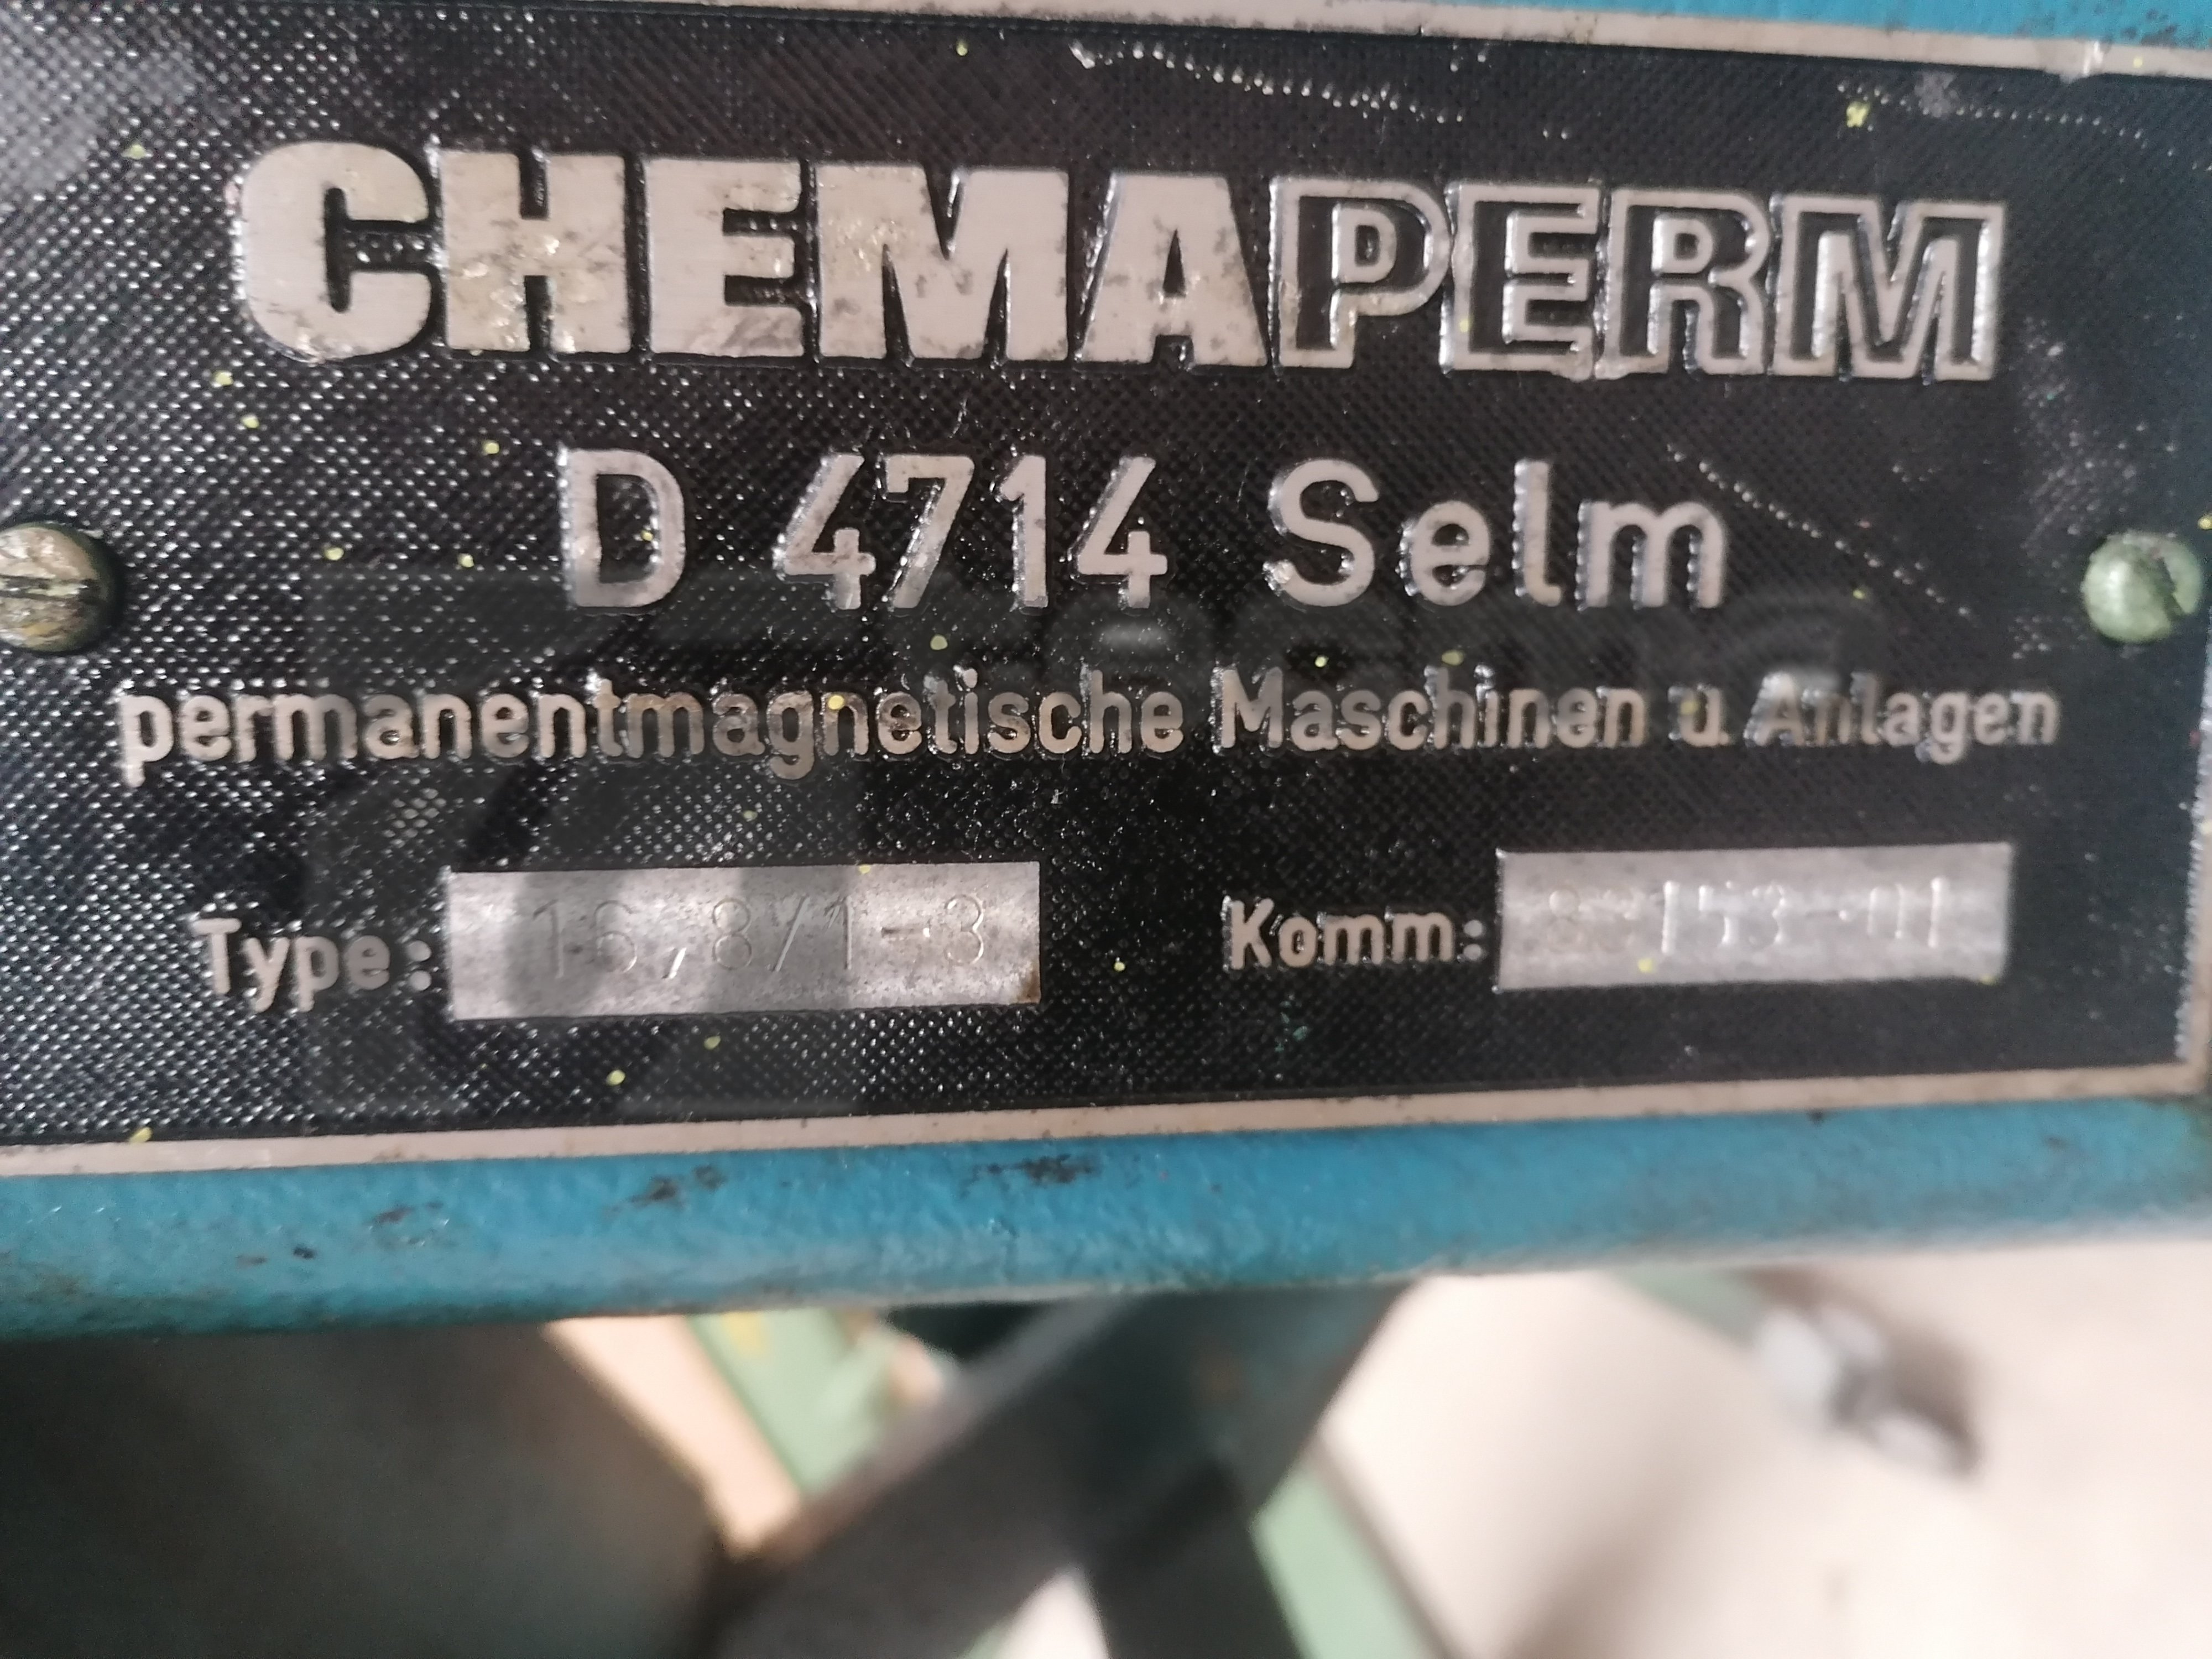 CHEMAPERM
D 4714 Selm
permanentmagnetische Maschinen u Anlagen
Type: 16,8/1-3 Komm: